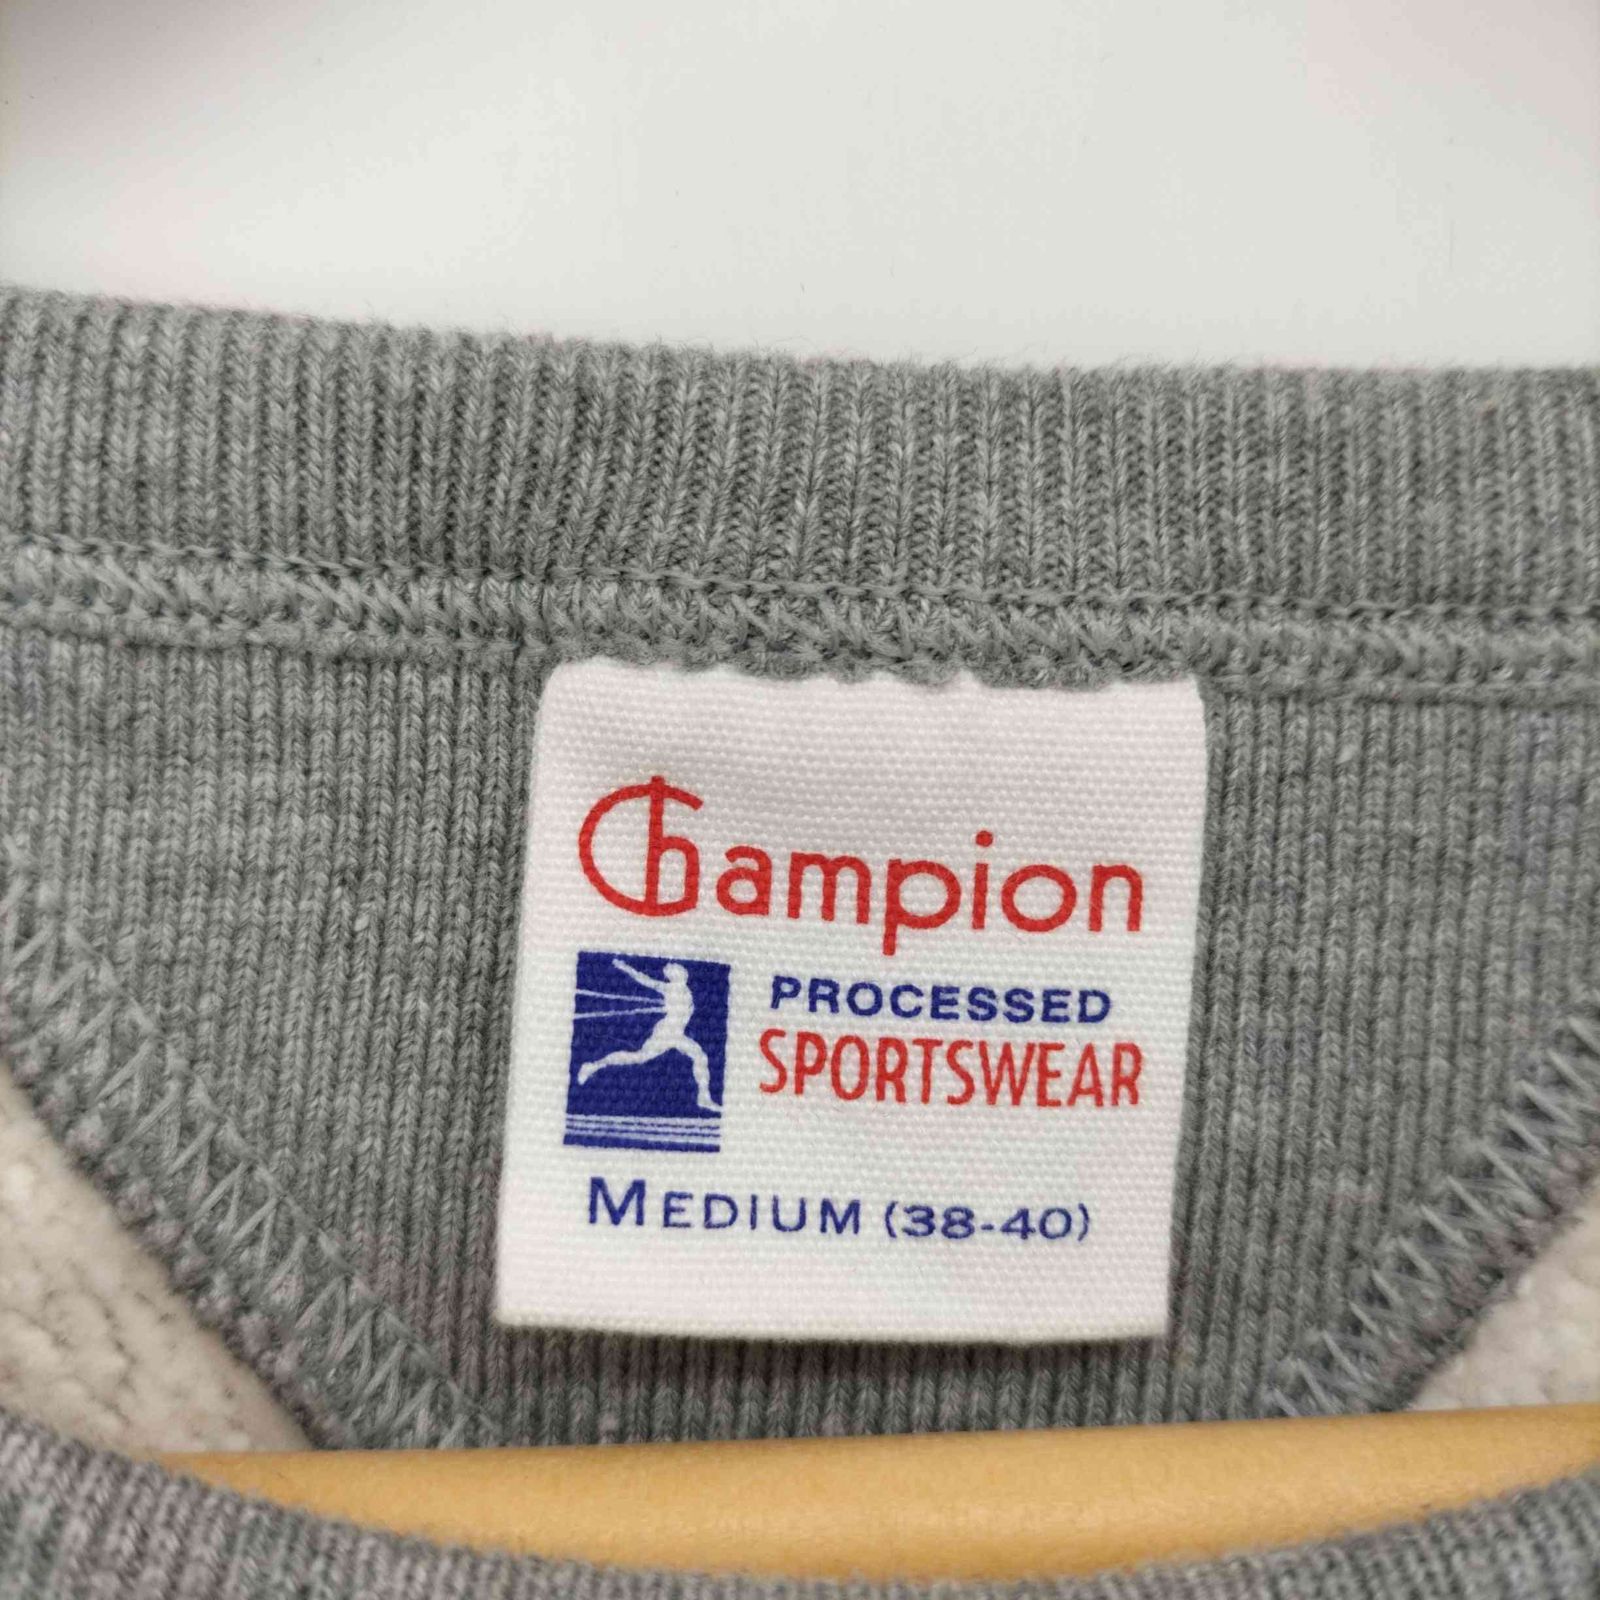 Champion
PROCESSED
SPORTSWEAR
MEDIUM (38-40)